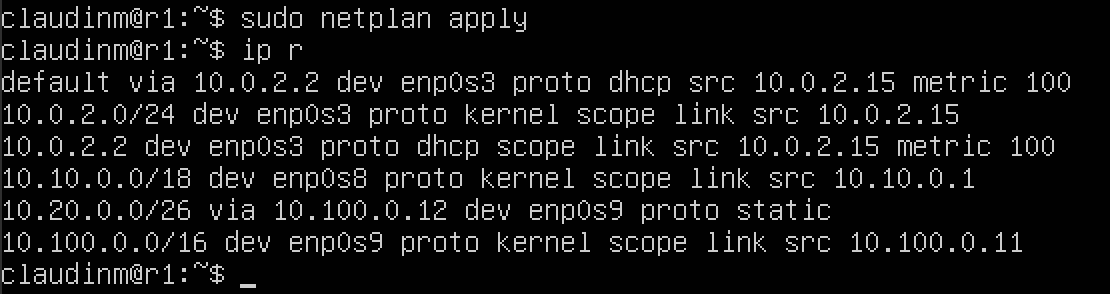 claudinm@r1:~$ sudo netplan apply
claudinm@r1:~$ ip r
default via 10.0.2.2 dev enp0s3 proto dhcp src 10.0.2.15 metric 100
10.0.2.0/24 dev enp0s3 proto kernel scope link src 10.0.2.15
10.0.2.2 dev enp0s3 proto dhcp scope link src 10.0.2.15 metric 100
10.10.0.0/18 dev enp0s8 proto kernel scope link src 10.10.0.1
10.20.0.0/26 via 10.100.0.12 dev enp0s9 proto static
10.100.0.0/16 dev enp0s9 proto kernel scope link src 10.100.0.11
claudinm@r1:~$ _